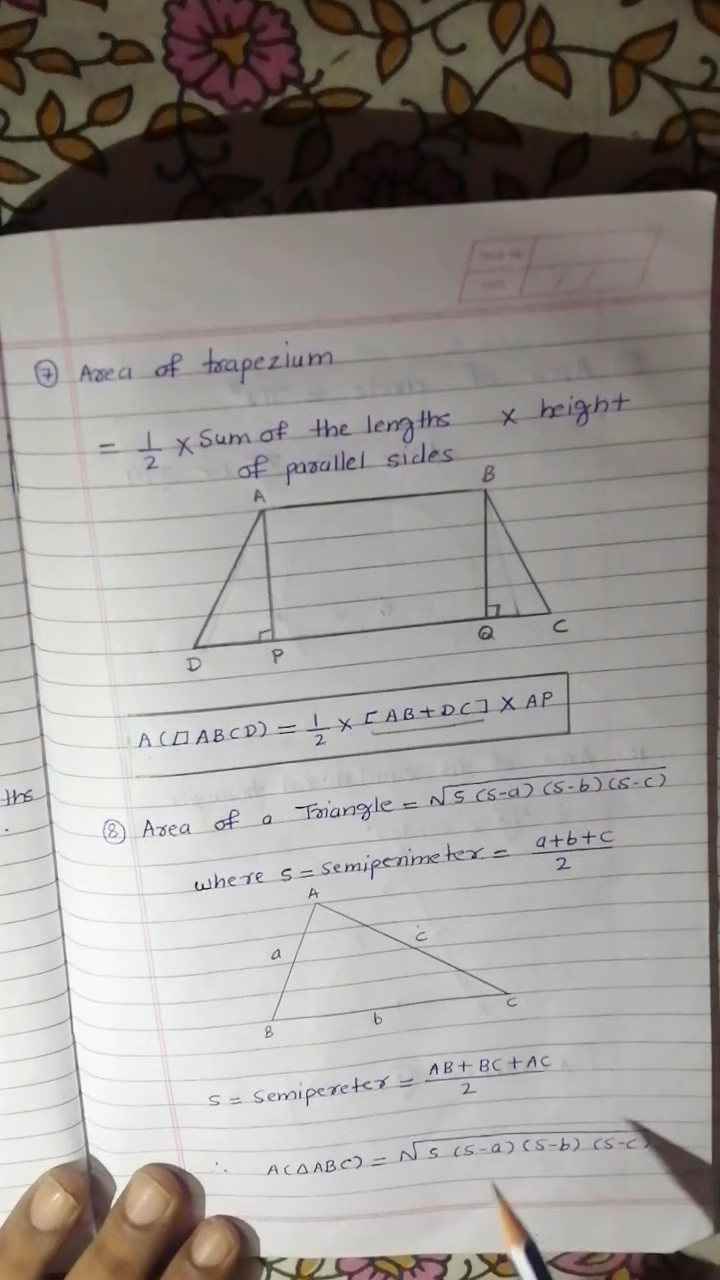 ⑦ Area of trapezium
= 1/2 × Sum of the lengths × height
of parallel sides
A B
D P Q C
A(□ABCD) = 1/2 × [AB+DC] × AP
ths
⑧ Area of a Triangle = √s(s-a)(s-b)(s-c)
where s = semiperimeter = a+b+c/2
A
a c
B b C
s = semipereter = AB+BC+AC/2
∴ A(△ABC) = √s(s-a)(s-b)(s-c)